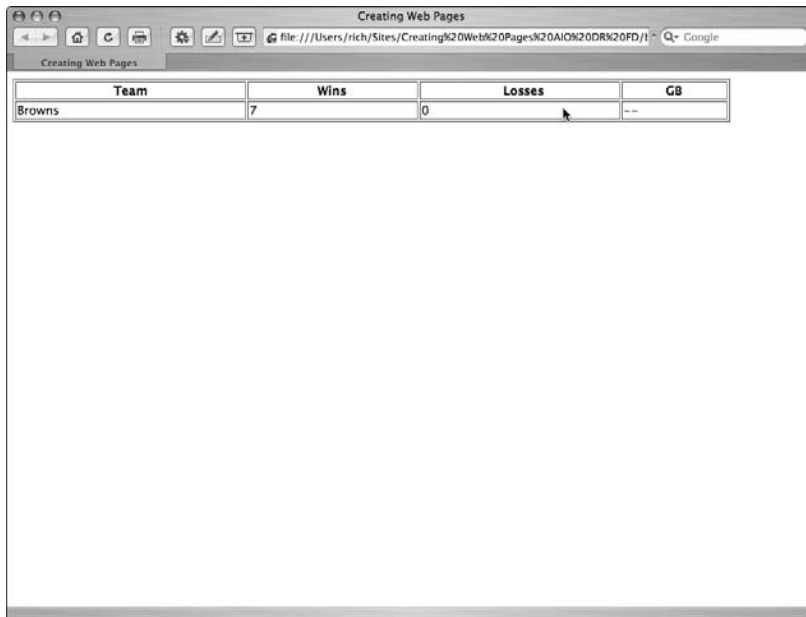 Creating Web Pages
file:///Users/rich/Sites/Creating%20Web%20Pages%20AIO%20DR%20FD/ Google
Creating Web Pages
Team Wins Losses GB
Browns 7 0 --